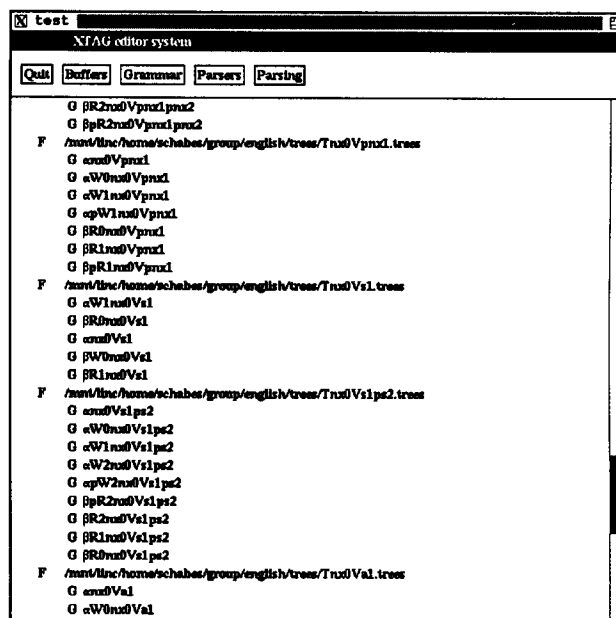 X test
XTAG editor system
Quit Buffers Grammar Parsers Parsing
G βR2nx0Vpnx1pnx2
G βpR2nx0Vpnx1pnx2
F /mnt/linc/home/schabes/group/english/trees/Tnx0Vpnx1.trees
G αnx0Vpnx1
G αW0nx0Vpnx1
G αW1nx0Vpnx1
G αpW1nx0Vpnx1
G βR0nx0Vpnx1
G βR1nx0Vpnx1
G βpR1nx0Vpnx1
F /mnt/linc/home/schabes/group/english/trees/Tnx0Vs1.trees
G αW1nx0Vs1
G βR0nx0Vs1
G αnx0Vs1
G βW0nx0Vs1
G βR1nx0Vs1
F /mnt/linc/home/schabes/group/english/trees/Tnx0Vs1ps2.trees
G αnx0Vs1ps2
G αW0nx0Vs1ps2
G αW1nx0Vs1ps2
G αW2nx0Vs1ps2
G αpW2nx0Vs1ps2
G βpR2nx0Vs1ps2
G βR2nx0Vs1ps2
G βR1nx0Vs1ps2
G βR0nx0Vs1ps2
F /mnt/linc/home/schabes/group/english/trees/Tnx0Va1.trees
G αnx0Va1
G αW0nx0Va1